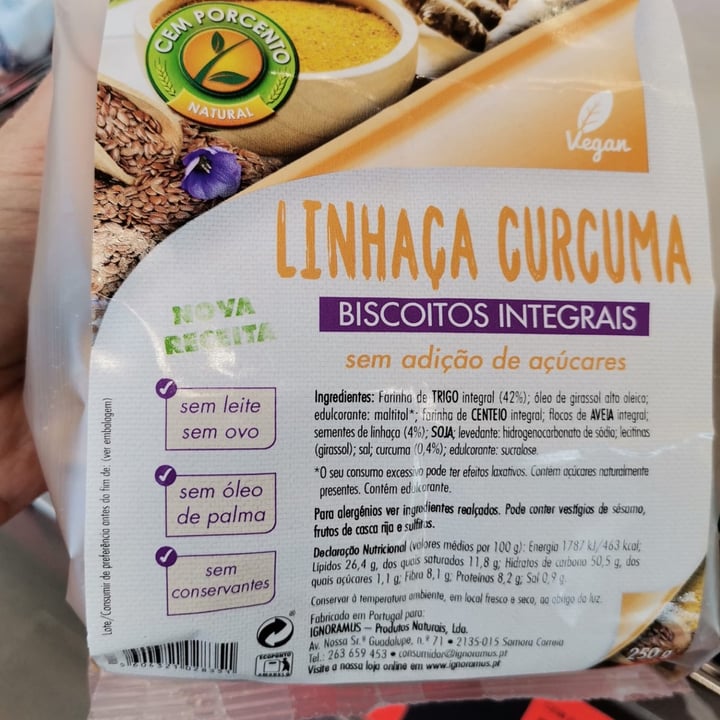 CEM PORCENTO
NATURAL
Vegan
LINHAÇA CURCUMA
BISCOITOS INTEGRAIS
sem adição de açúcares
NOVA
RECEITA
sem leite
sem ovo
sem óleo
de palma
sem
conservantes
Ingredientes: Farinha de TRIGO integral (42%); óleo de girassol alto oleico;
edulcorante: maltitol*; farinha de CENTEIO integral; flocos de AVEIA integral;
sementes de linhaça (4%); SOJA; levedante: hidrogenocarbonato de sódio; lecitinas
(girassol); sal; curcuma (0,4%); edulcorante: sucralose.
*O seu consumo excessivo pode ter efeitos laxativos. Contém açúcares naturalmente
presentes. Contém edulcorante.
Para alergénios ver ingredientes realçados. Pode conter vestígios de sésamo,
frutos de casca rija e sulfitos.
Declaração Nutricional (valores médios por 100 g): Energia 1787 kJ/463 kcal;
Lípidos 26,4 g, dos quais saturados 11,8 g; Hidratos de carbono 50,5 g, dos
quais açúcares 1,1 g; Fibra 8,1 g; Proteínas 8,2 g; Sal 0,9 g.
Conservar à temperatura ambiente, em local fresco e seco, ao abrigo da luz.
Fabricado em Portugal para:
IGNORAMUS – Produtos Naturais, Lda.
Av. Nossa Sr.ª Guadalupe, n.º 71 • 2135-015 Samora Correia
Tel.: 263 659 453 • consumidor@ignoramus.pt
Visite a nossa loja online em www.ignoramus.pt
250 g
Lote/Consumir de preferência antes do fim de: (ver embalagem)
ECOPONTO
AMARELO